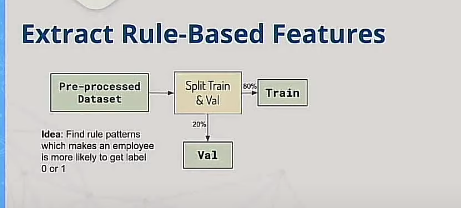 Extract Rule-Based Features
Pre-processed
Dataset
Split Train
& Val
80%
Train
20%
Val
Idea: Find rule patterns
which makes an employee
is more likely to get label
0 or 1